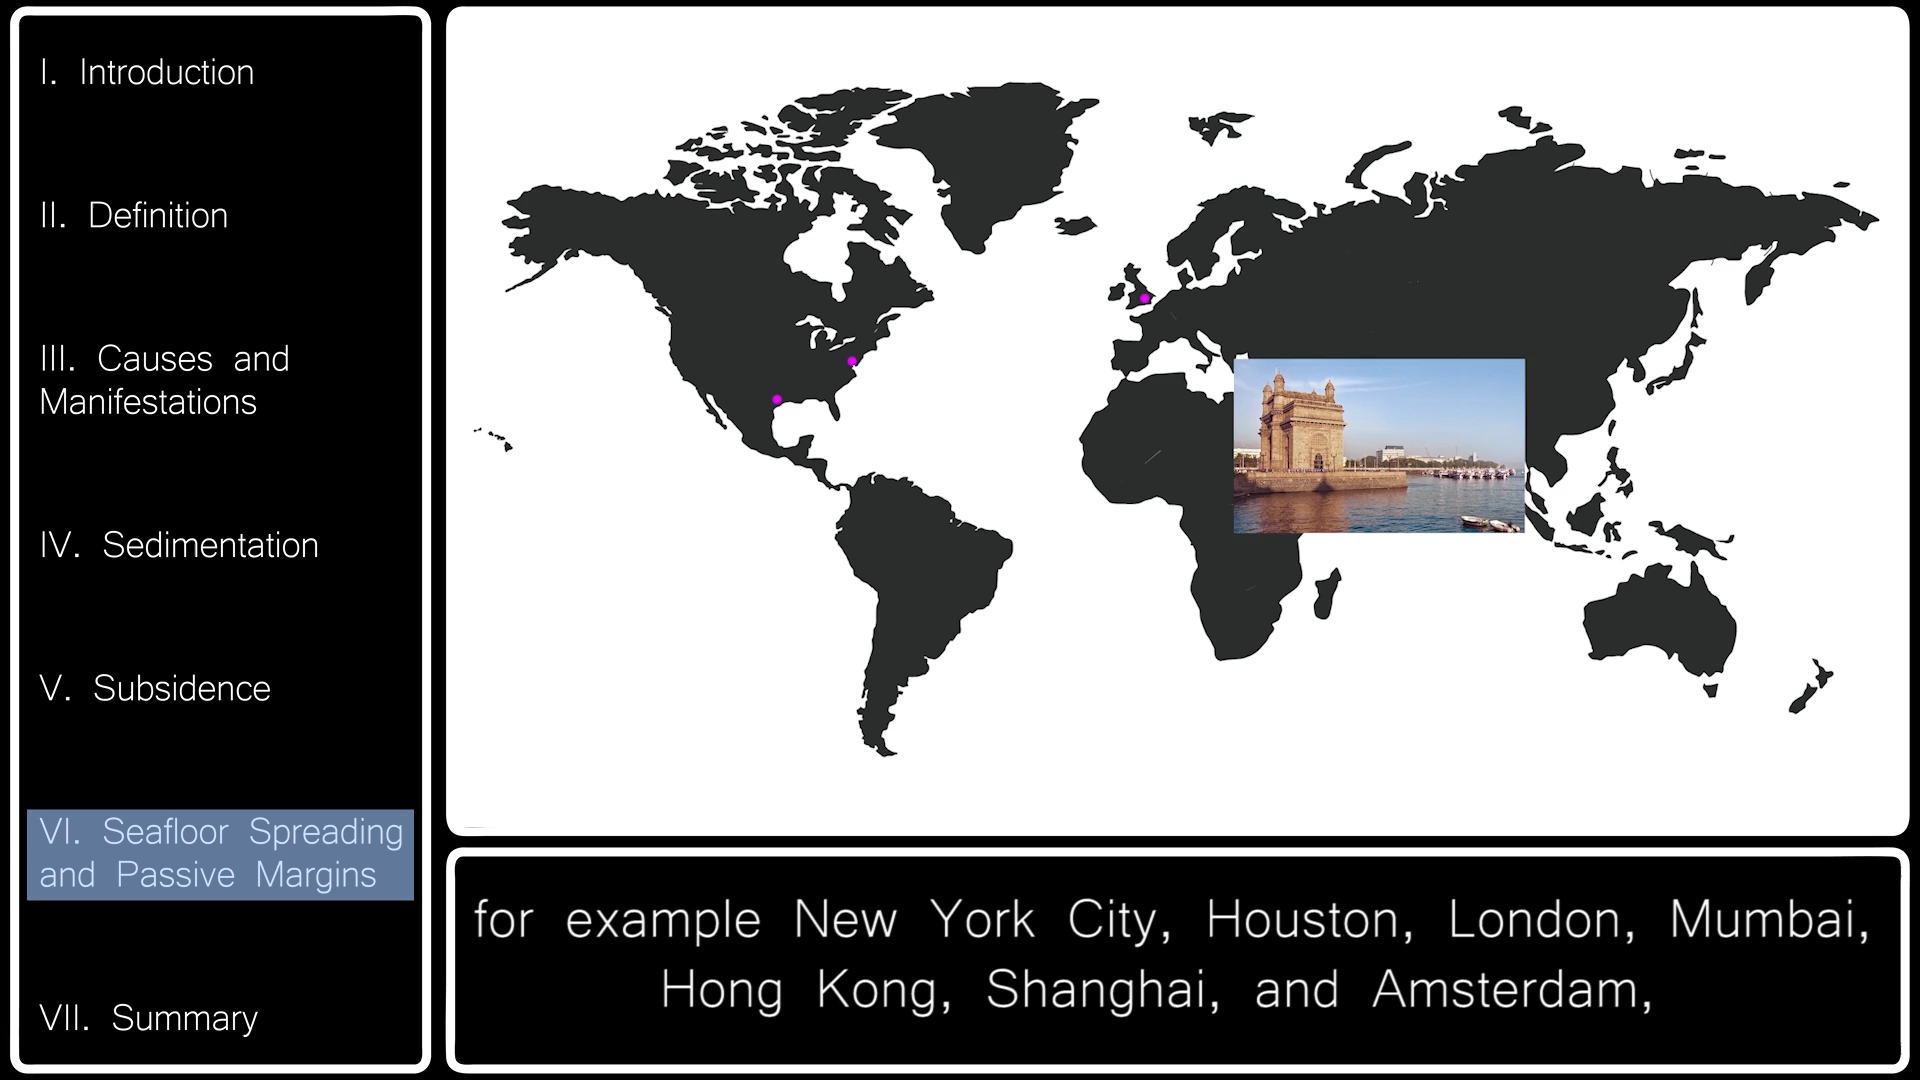 I. Introduction
II. Definition
III. Causes and
Manifestations
IV. Sedimentation
V. Subsidence
VI. Seafloor Spreading
and Passive Margins
VII. Summary
for example New York City, Houston, London, Mumbai,
Hong Kong, Shanghai, and Amsterdam,